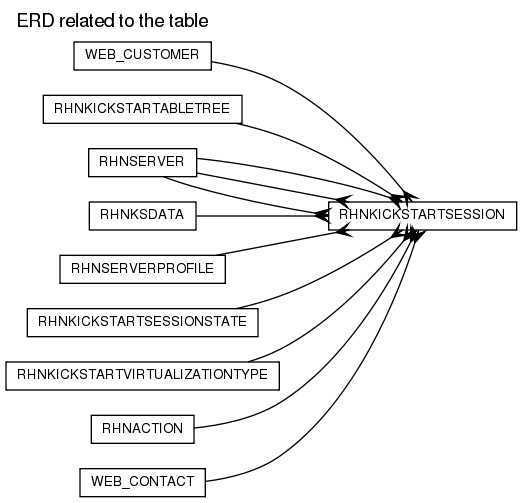 ERD related to the table
WEB_CUSTOMER
RHNKICKSTARTABLETREE
RHNSERVER
RHNKSDATA
RHNKICKSTARTSESSION
RHNSERVERPROFILE
RHNKICKSTARTSESSIONSTATE
RHNKICKSTARTVIRTUALIZATIONTYPE
RHNACTION
WEB_CONTACT